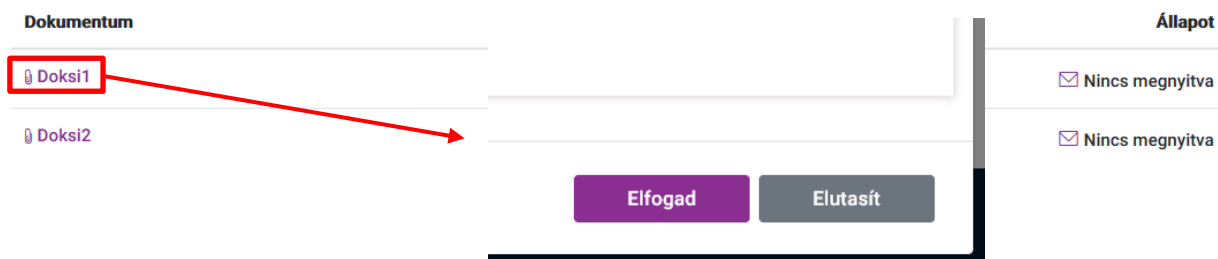 Dokumentum
Állapot
Doksi1
Nincs megnyitva
Doksi2
Nincs megnyitva
Elfogad
Elutasít